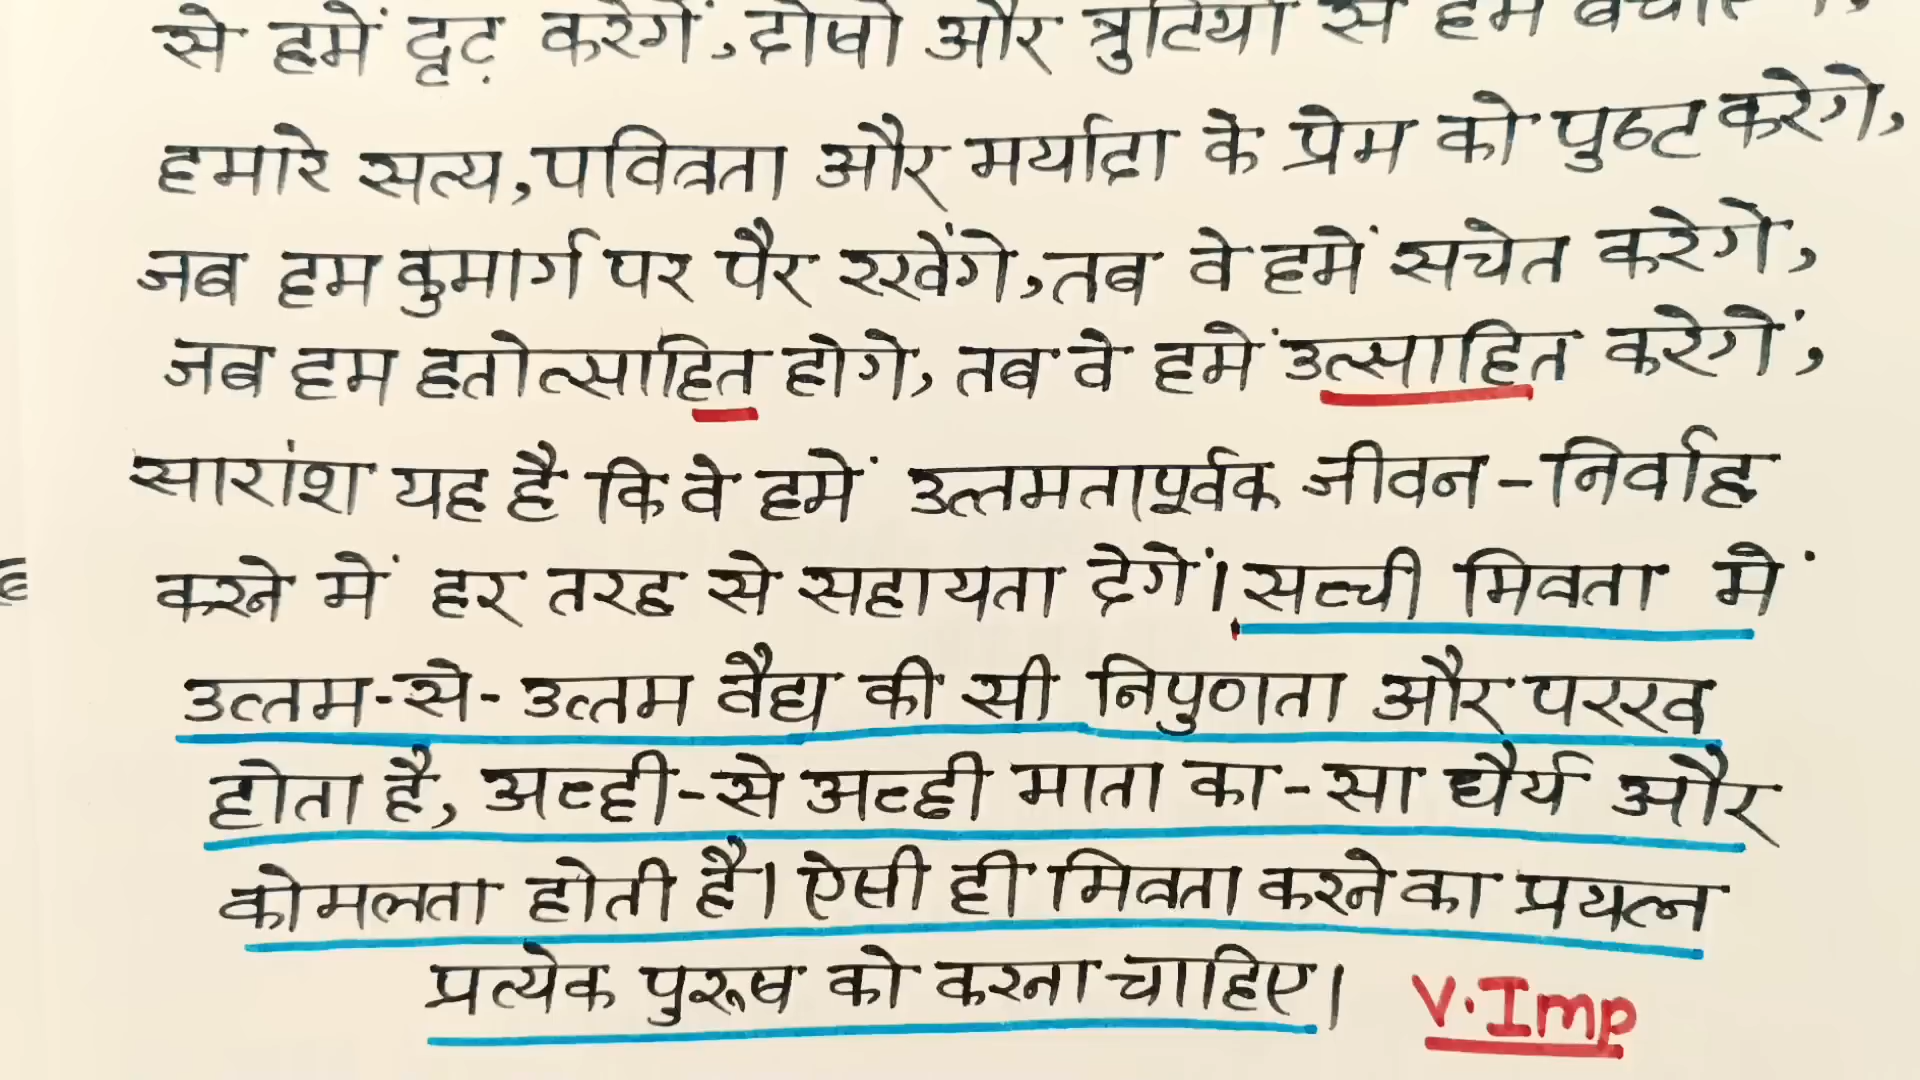 से हमें दृढ़ करेगें, दोषो और त्रुटियो से हमे
हमारे सत्य, पवित्रता और मर्यादा के प्रेम को पुष्ट करेगे,
जब हम कुमार्ग पर पैर रखेंगे, तब वे हमें सचेत करेगे,
जब हम हतोत्साहित होगे, तब वे हमें उत्साहित करेगें,
सारांश यह है कि वे हमें उत्तमतापूर्वक जीवन-निर्वाह
करने में हर तरह से सहायता देगें। सच्ची मित्रता में
उत्तम-से-उत्तम वैद्य की सी निपुणता और परख
होता है, अच्ही-से अच्ही माता का-सा धैर्य और
कोमलता होती है। ऐसी ही मित्रता करने का प्रयत्न
प्रत्येक पुरुष को करना चाहिए।
V.Imp